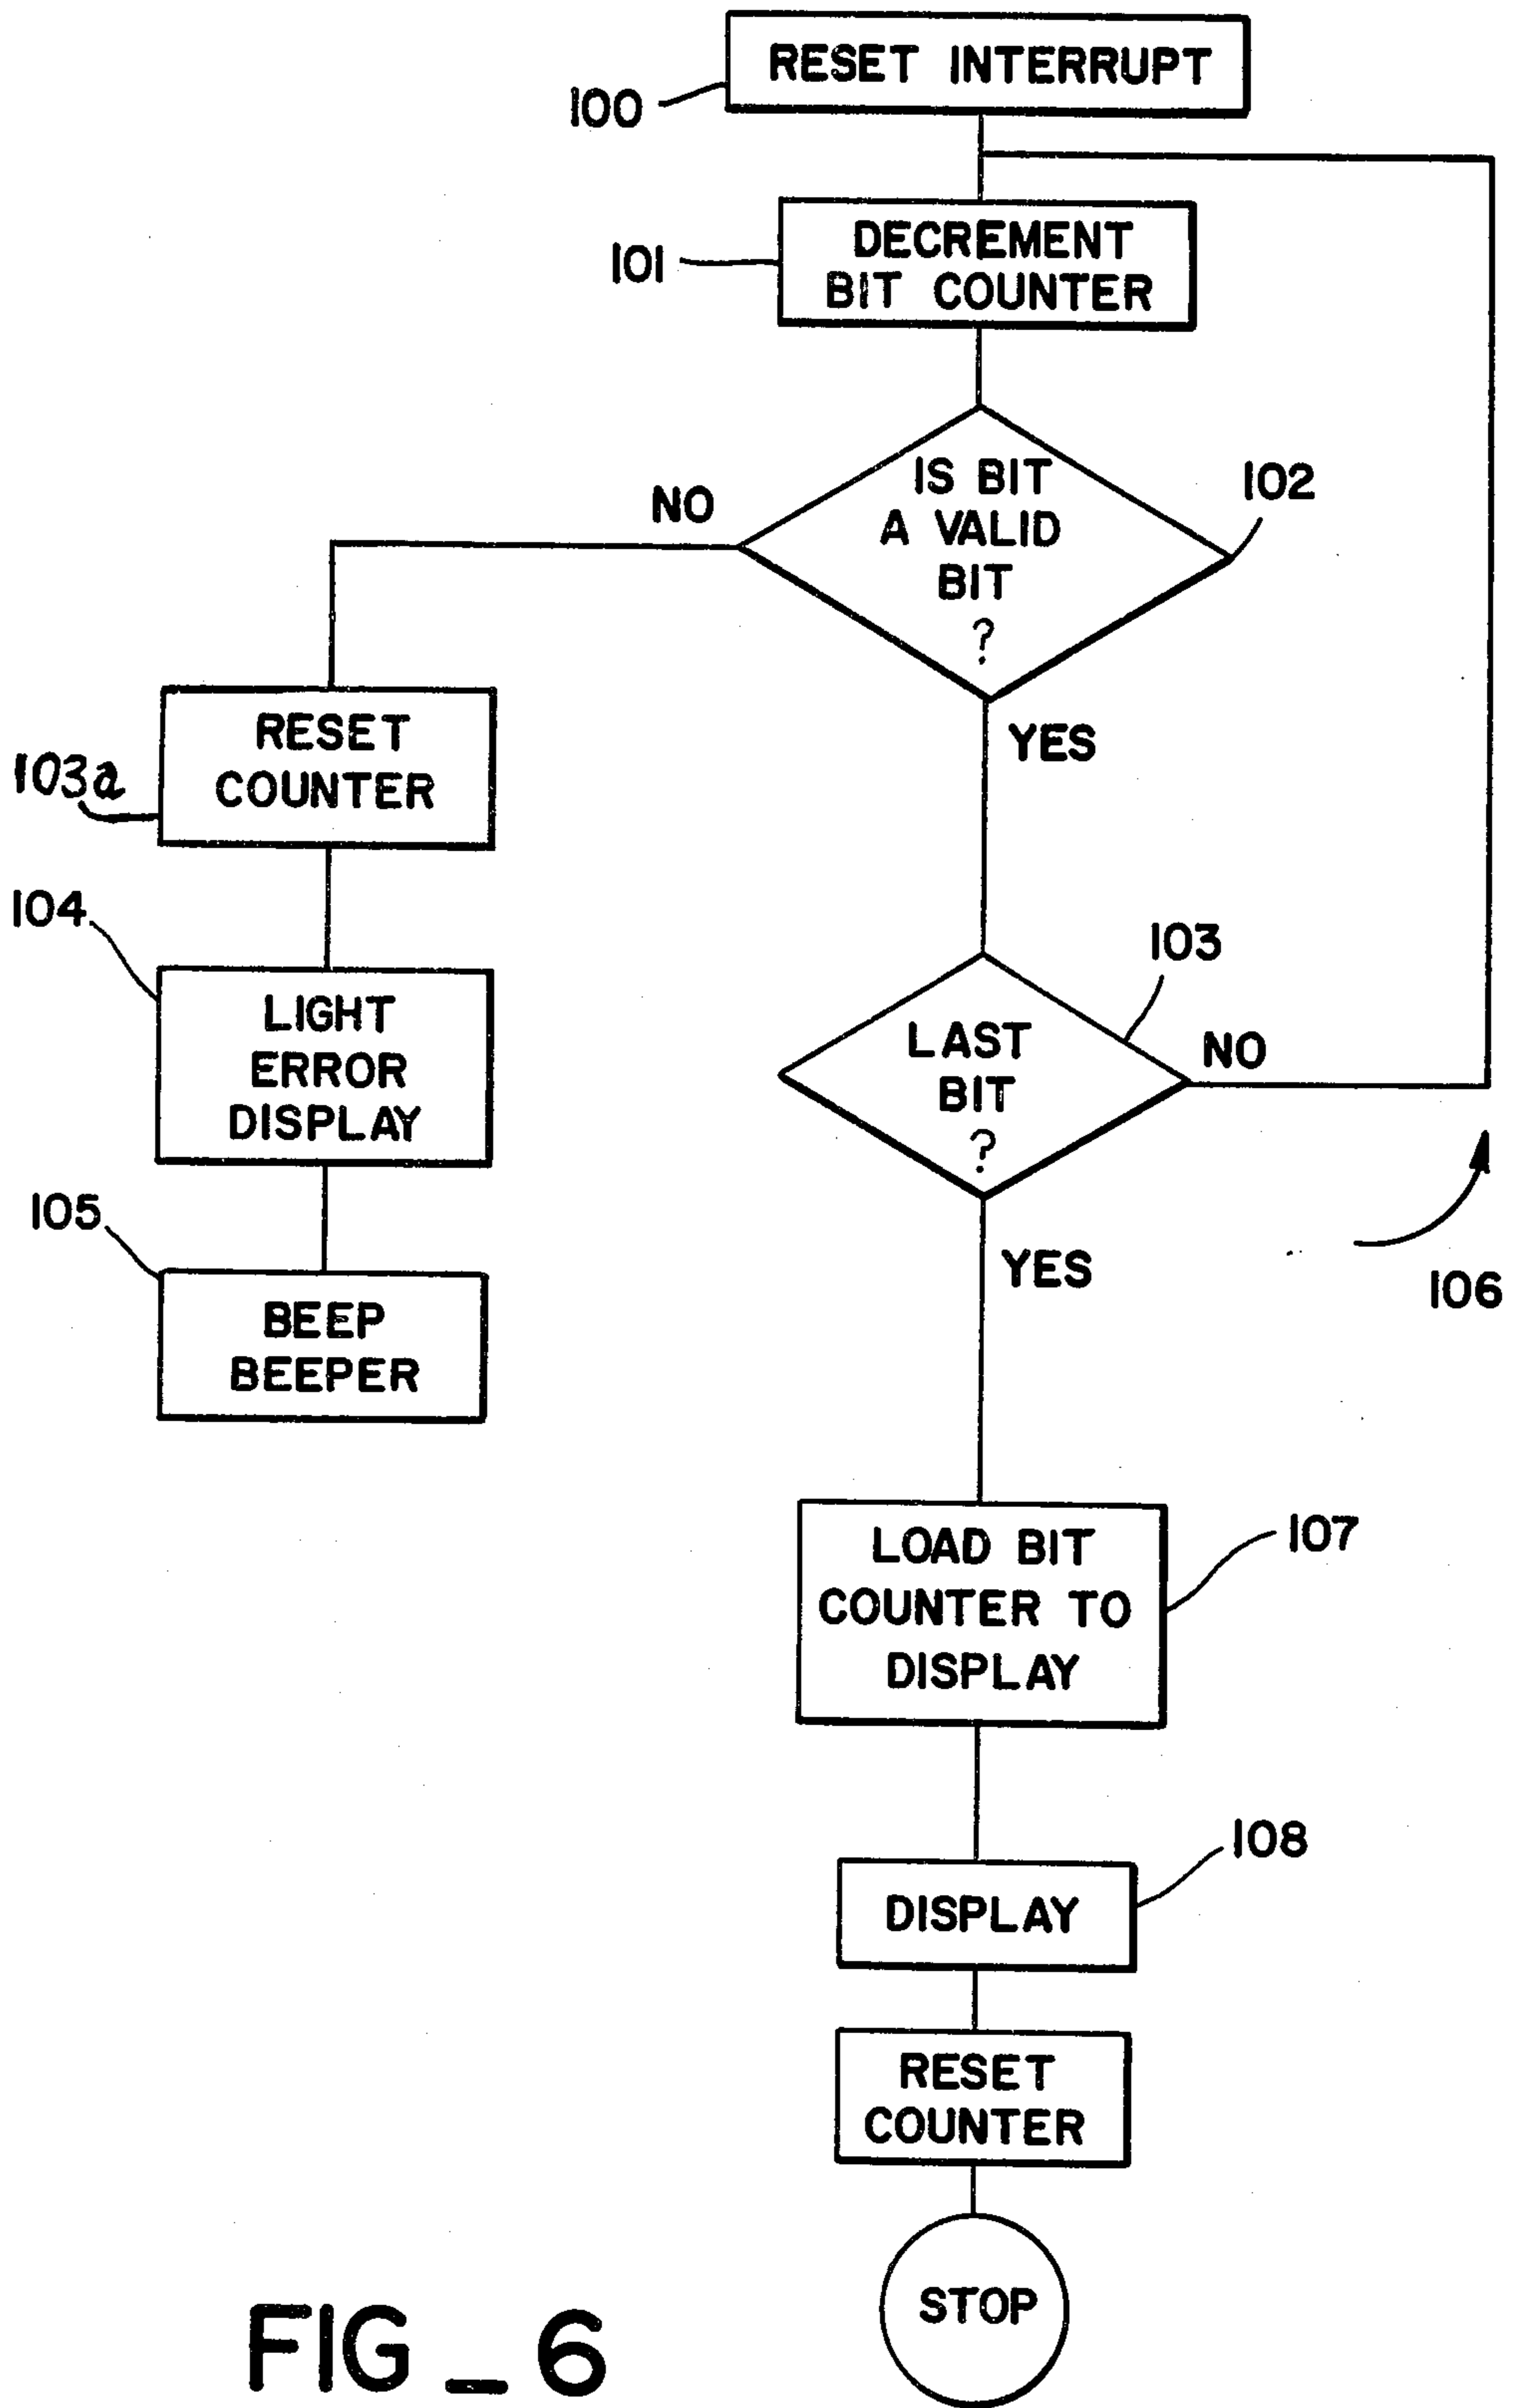 RESET INTERRUPT
100
DECREMENT
BIT COUNTER
101
IS BIT
A VALID
BIT
?
102
NO
YES
RESET
COUNTER
103a
104
LIGHT
ERROR
DISPLAY
105
BEEP
BEEPER
103
LAST
BIT
?
NO
YES
106
LOAD BIT
COUNTER TO
DISPLAY
107
108
DISPLAY
RESET
COUNTER
STOP
FIG_6